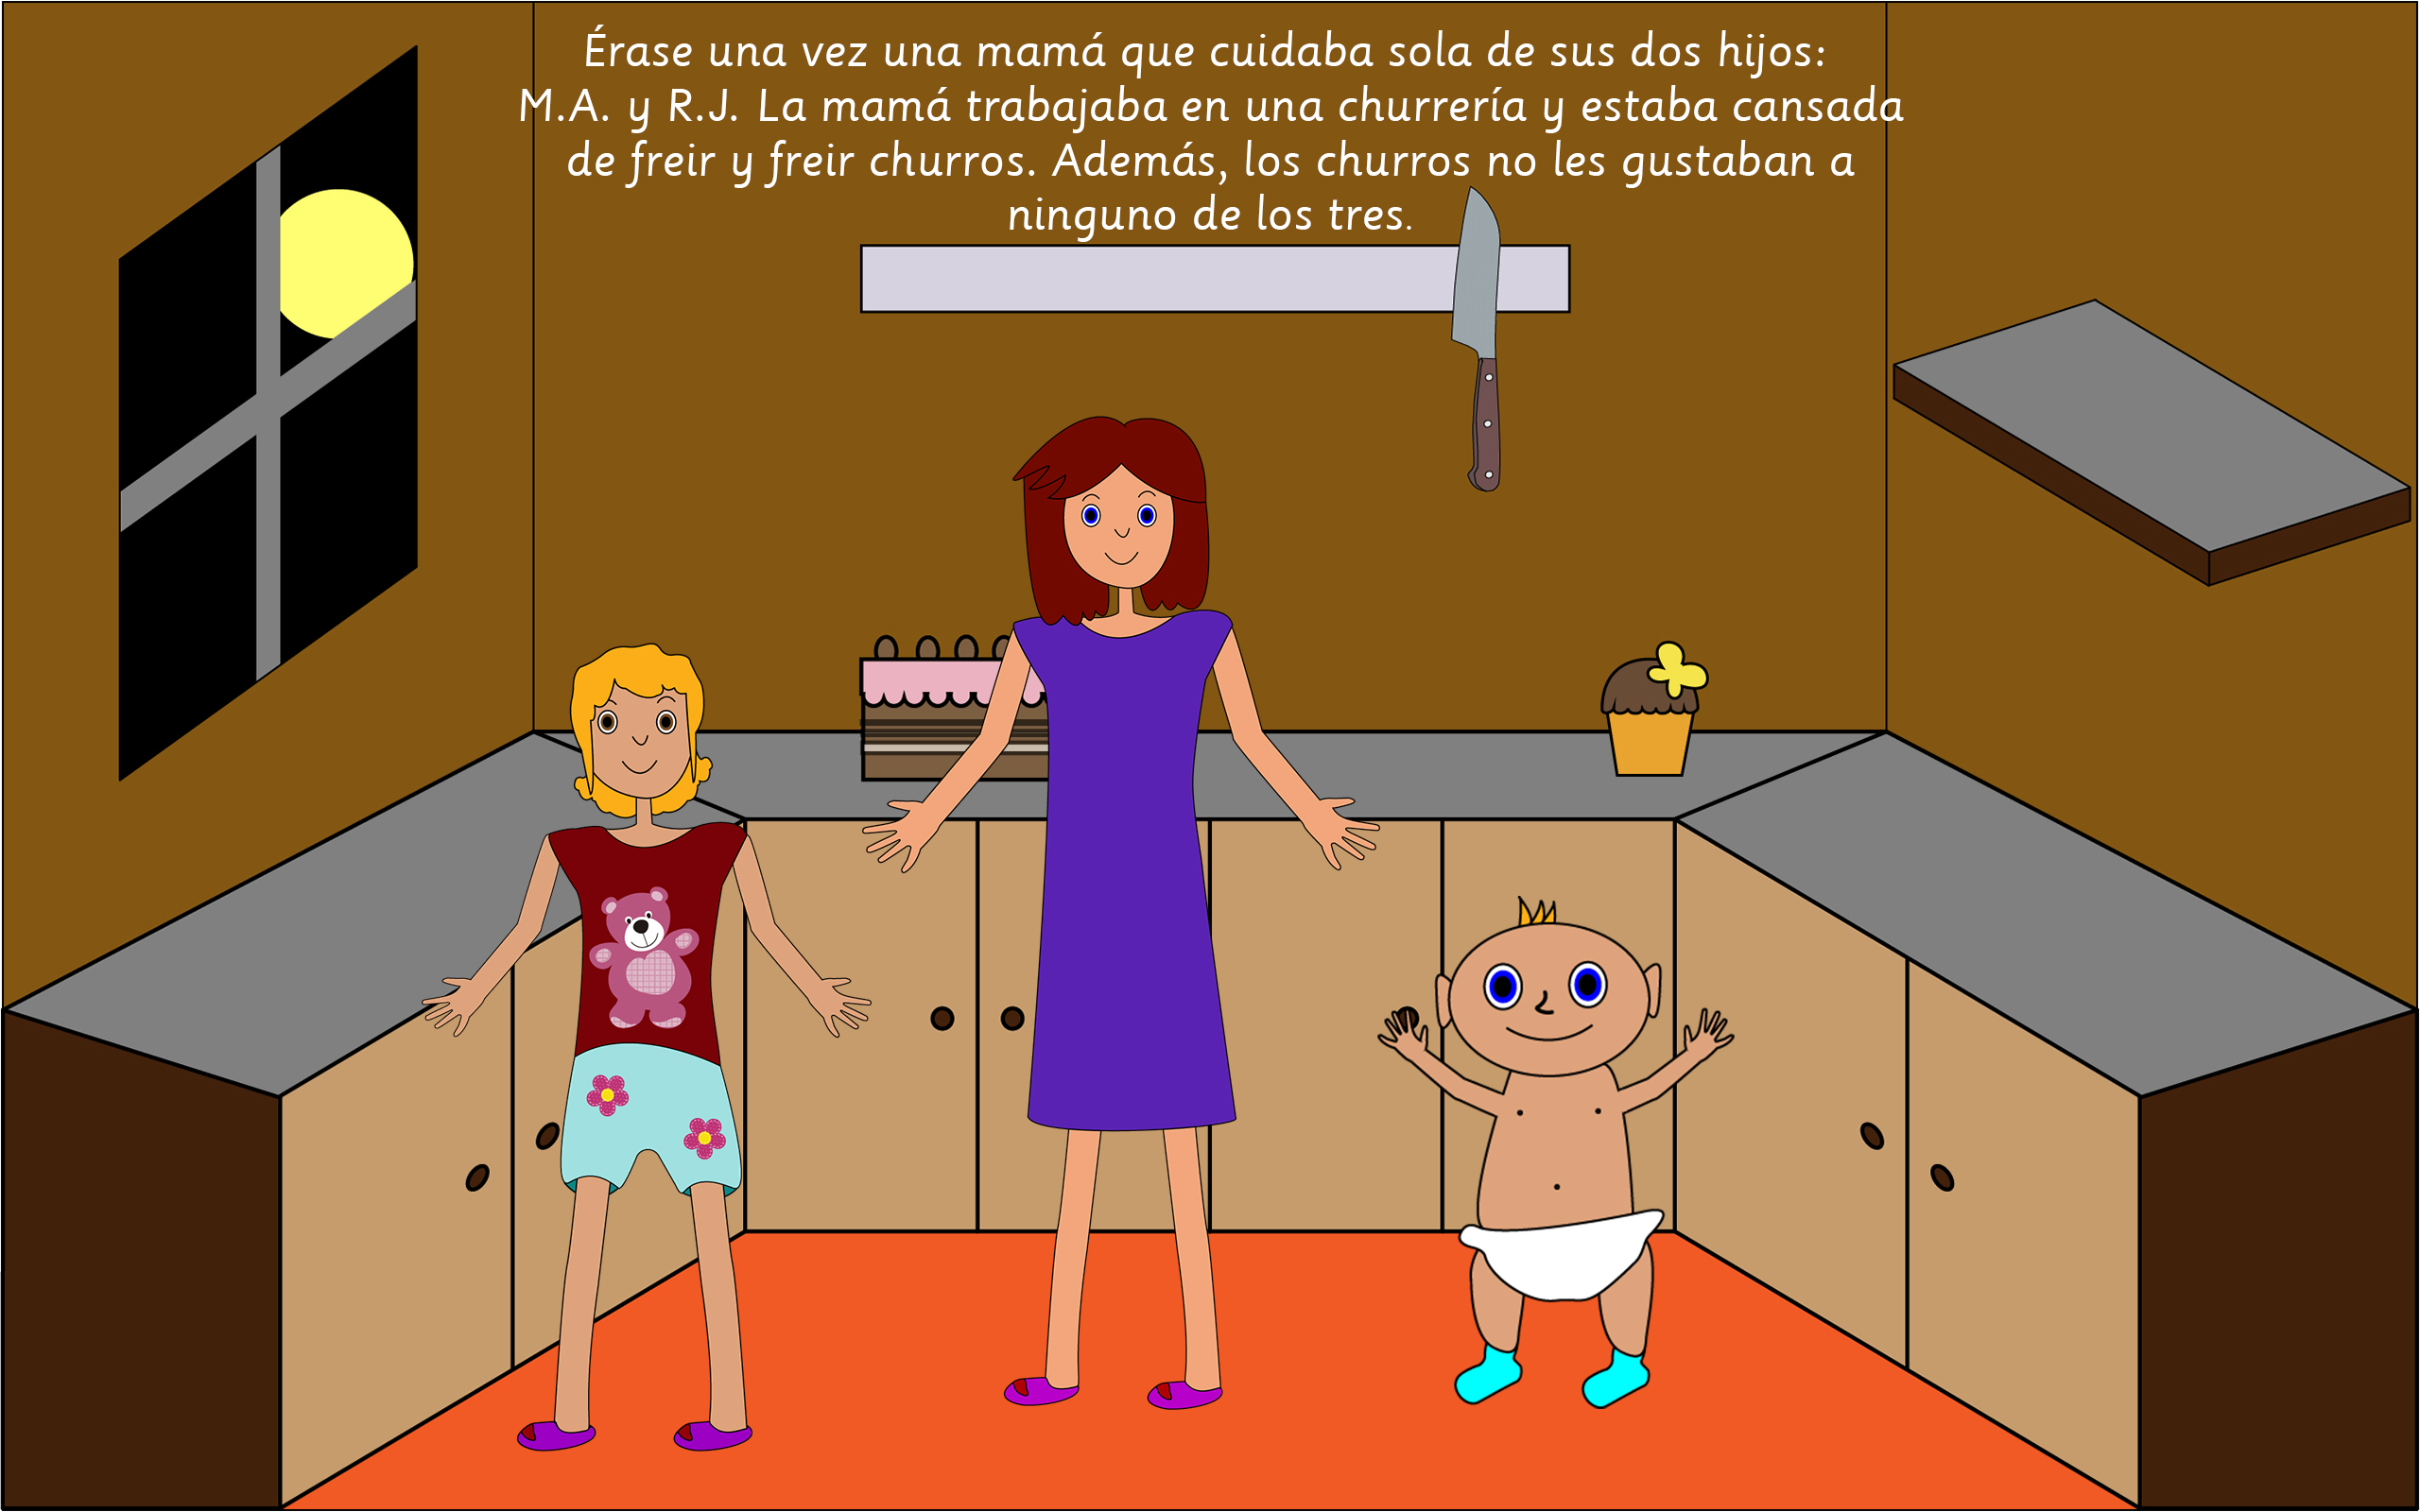 Érase una vez una mamá que cuidaba sola de sus dos hijos:
M.A. y R.J. La mamá trabajaba en una churrería y estaba cansada
de freir y freir churros. Además, los churros no les gustaban a
ninguno de los tres.